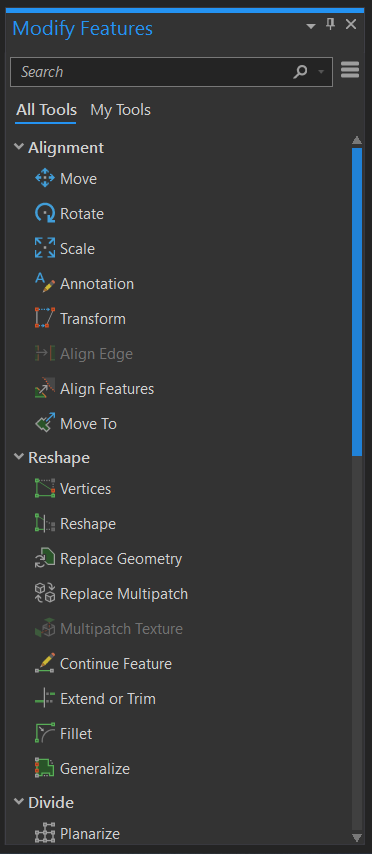 Modify Features
Search
All Tools My Tools
Alignment
Move
Rotate
Scale
Annotation
Transform
Align Edge
Align Features
Move To
Reshape
Vertices
Reshape
Replace Geometry
Replace Multipatch
Multipatch Texture
Continue Feature
Extend or Trim
Fillet
Generalize
Divide
Planarize